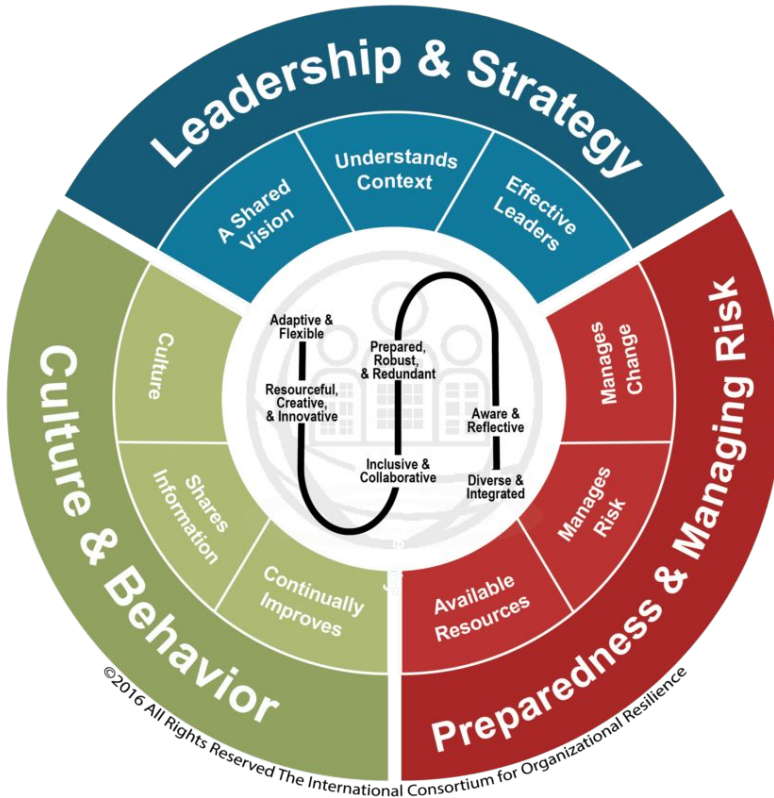 Leadership & Strategy
A Shared
Vision
Understands
Context
Effective
Leaders
Culture & Behavior
Culture
Shares
Information
Continually
Improves
Preparedness & Managing Risk
Manages
Change
Manages
Risk
Available
Resources
Adaptive &
Flexible
Resourceful,
Creative,
& Innovative
Prepared,
Robust,
& Redundant
Inclusive &
Collaborative
Aware &
Reflective
Diverse &
Integrated
©2016 All Rights Reserved The International Consortium for Organizational Resilience